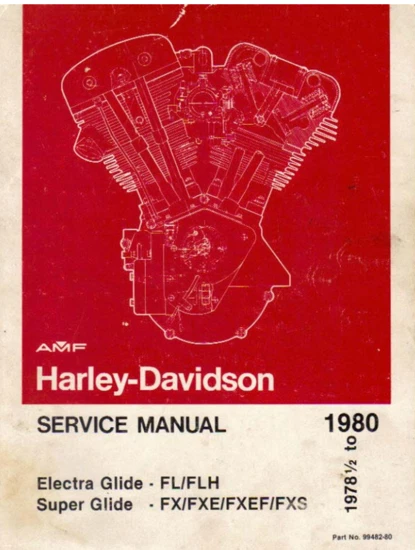 AMF
Harley-Davidson
SERVICE MANUAL 1980
1978½ to
Electra Glide - FL/FLH
Super Glide - FX/FXE/FXEF/FXS
Part No. 99482-80